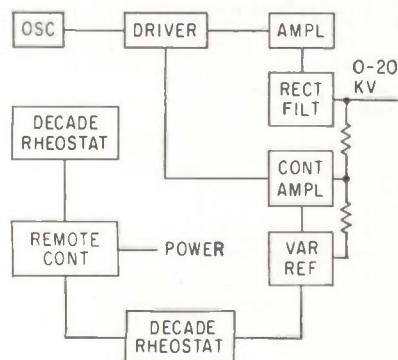 OSC
DRIVER
AMPL
RECT
FILT
0-20
KV
DECADE
RHEOSTAT
CONT
AMPL
REMOTE
CONT
POWER
VAR
REF
DECADE
RHEOSTAT